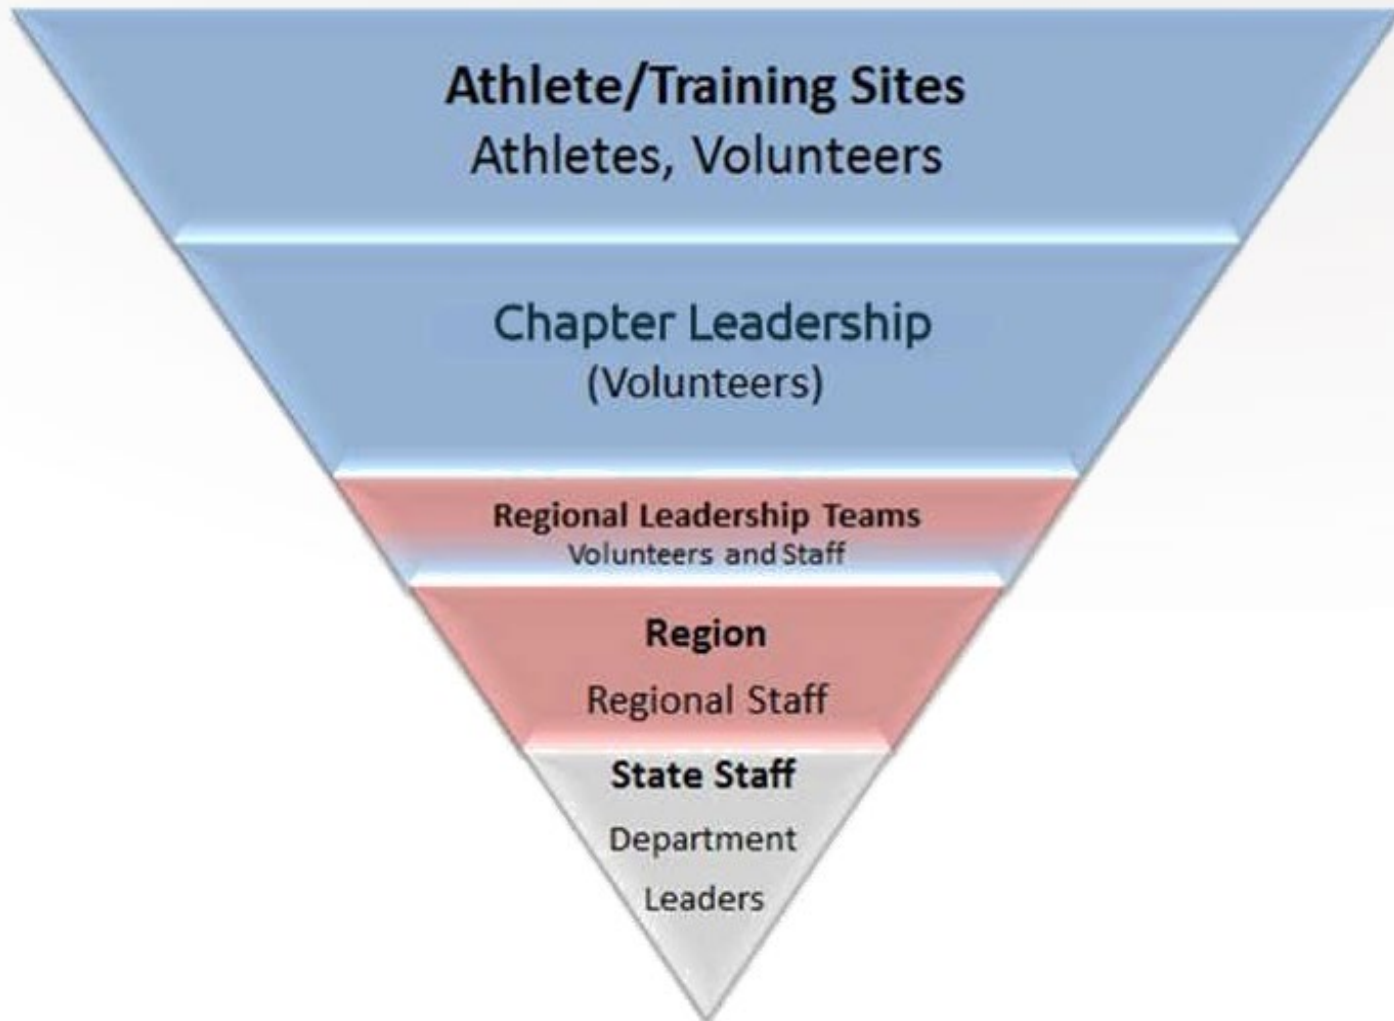 Athlete/Training Sites
Athletes, Volunteers
Chapter Leadership
(Volunteers)
Regional Leadership Teams
Volunteers and Staff
Region
Regional Staff
State Staff
Department
Leaders